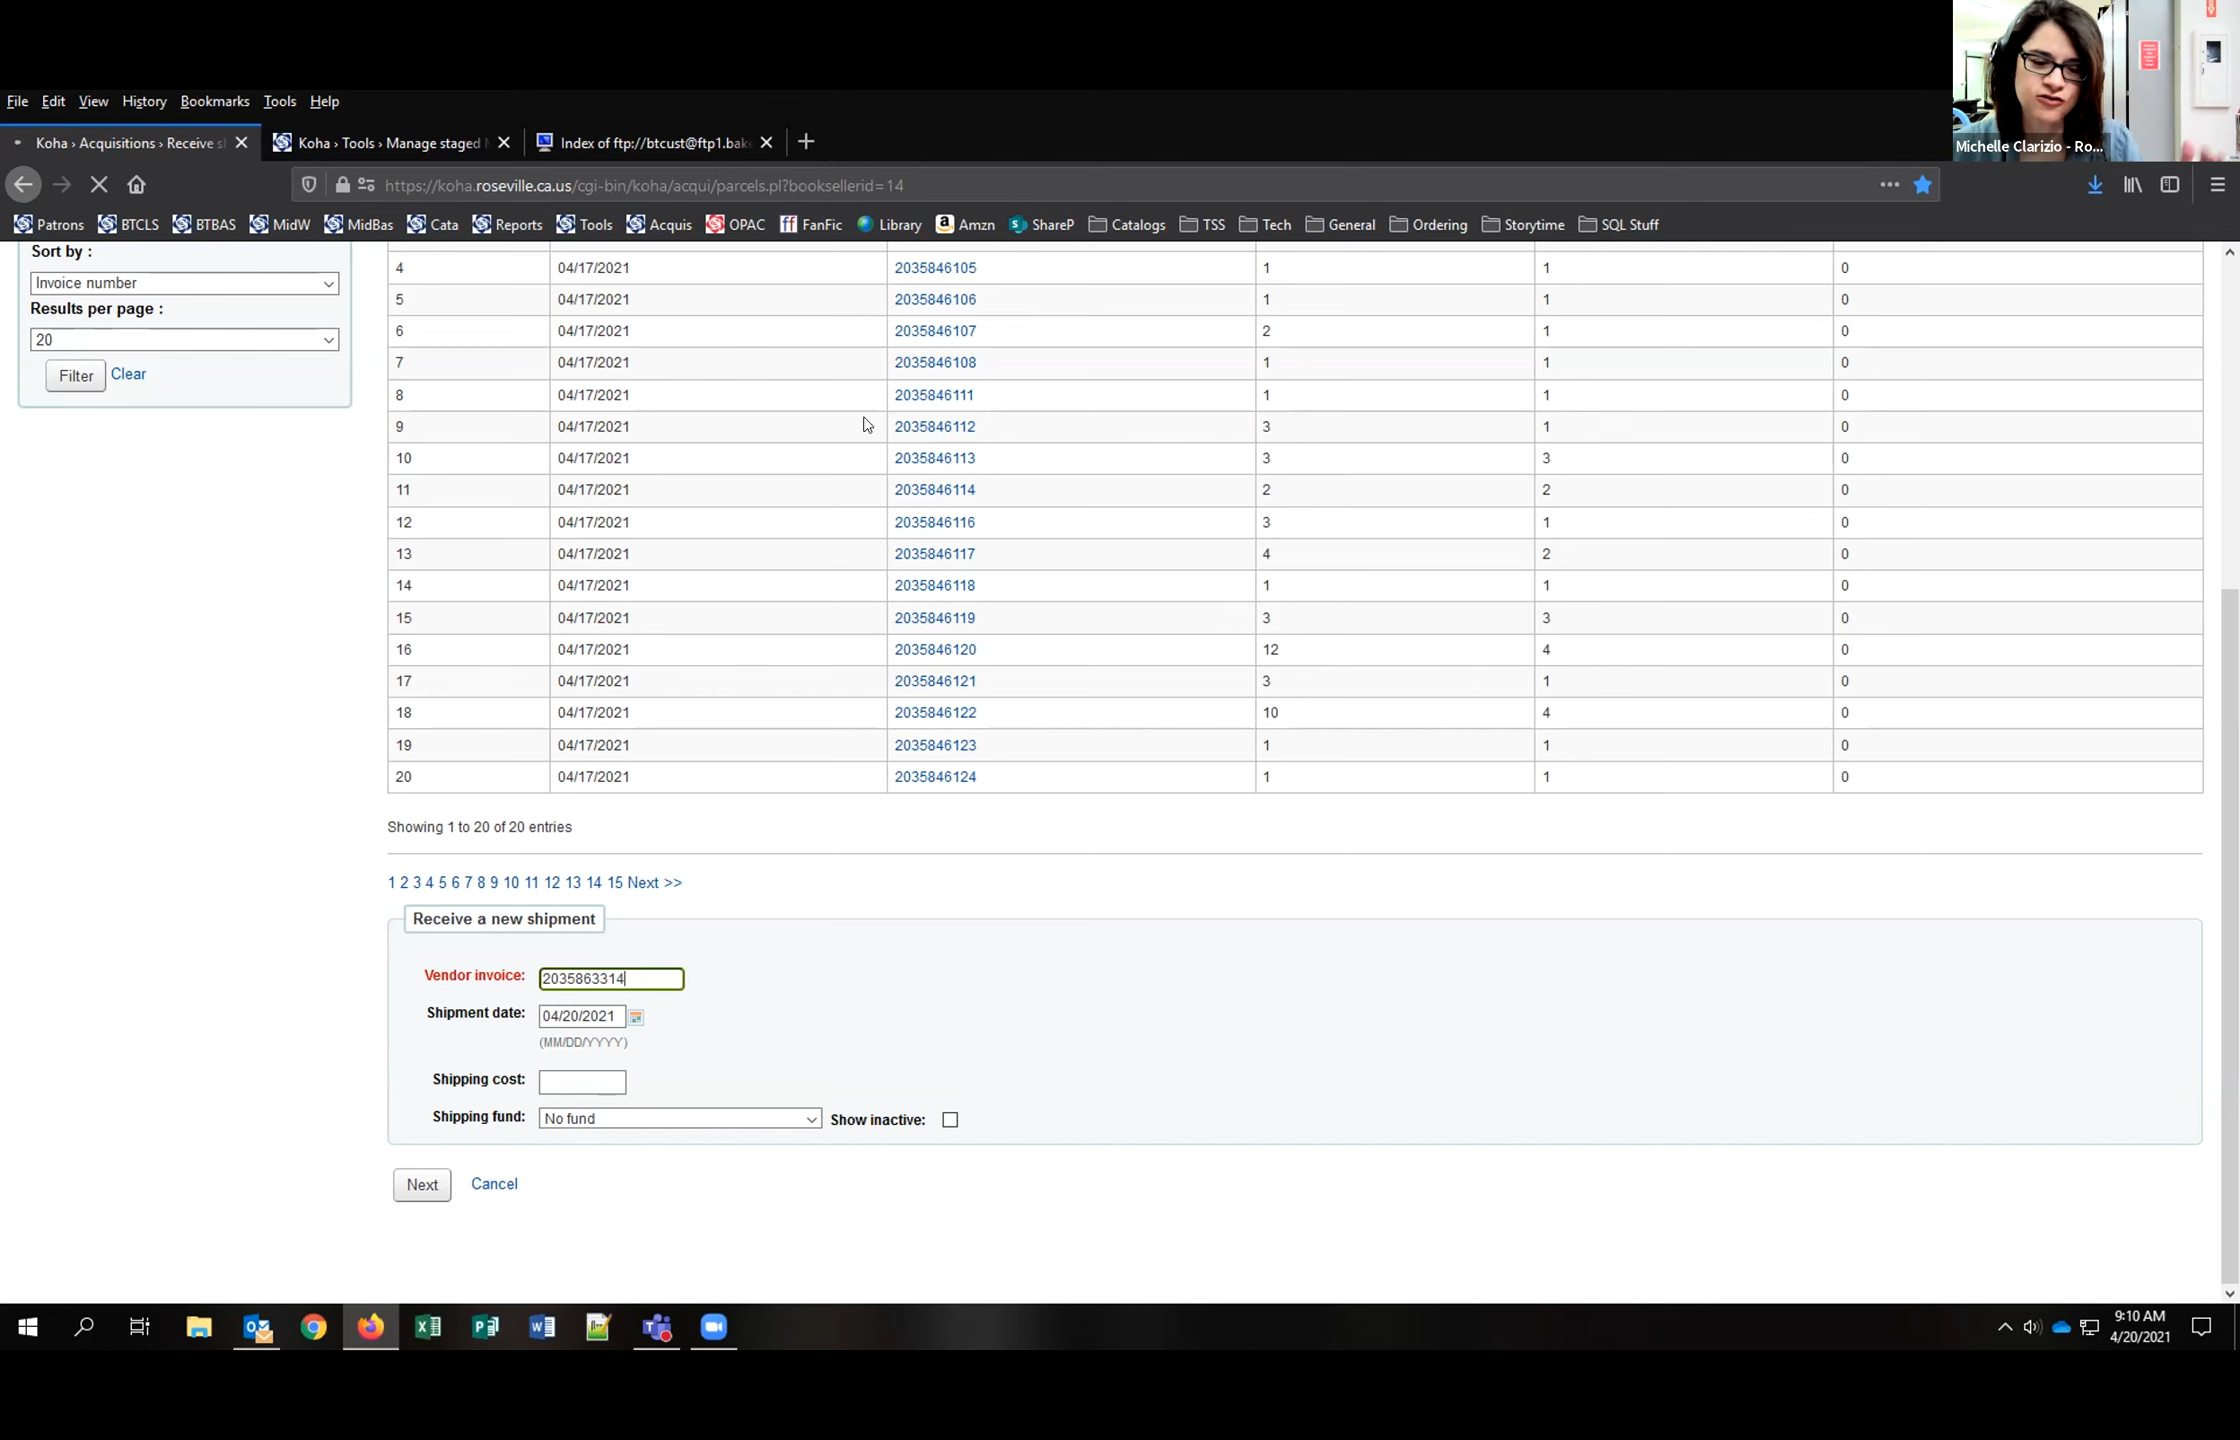 Michelle Clarizio - Ro...
File Edit View History Bookmarks Tools Help
Koha › Acquisitions › Receive s Koha › Tools › Manage staged Index of ftp://btcust@ftp1.bak
https://koha.roseville.ca.us/cgi-bin/koha/acqui/parcels.pl?booksellerid=14
Patrons BTCLS BTBAS MidW MidBas Cata Reports Tools Acquis OPAC FanFic Library Amzn ShareP Catalogs TSS Tech General Ordering Storytime SQL Stuff
Sort by :
Invoice number
Results per page :
20
Filter Clear
4 04/17/2021 2035846105 1 1 0
5 04/17/2021 2035846106 1 1 0
6 04/17/2021 2035846107 2 1 0
7 04/17/2021 2035846108 1 1 0
8 04/17/2021 2035846111 1 1 0
9 04/17/2021 2035846112 3 1 0
10 04/17/2021 2035846113 3 3 0
11 04/17/2021 2035846114 2 2 0
12 04/17/2021 2035846116 3 1 0
13 04/17/2021 2035846117 4 2 0
14 04/17/2021 2035846118 1 1 0
15 04/17/2021 2035846119 3 3 0
16 04/17/2021 2035846120 12 4 0
17 04/17/2021 2035846121 3 1 0
18 04/17/2021 2035846122 10 4 0
19 04/17/2021 2035846123 1 1 0
20 04/17/2021 2035846124 1 1 0
Showing 1 to 20 of 20 entries
1 2 3 4 5 6 7 8 9 10 11 12 13 14 15 Next >>
Receive a new shipment
Vendor invoice: 2035863314
Shipment date: 04/20/2021
(MM/DD/YYYY)
Shipping cost:
Shipping fund: No fund Show inactive:
Next Cancel
9:10 AM
4/20/2021